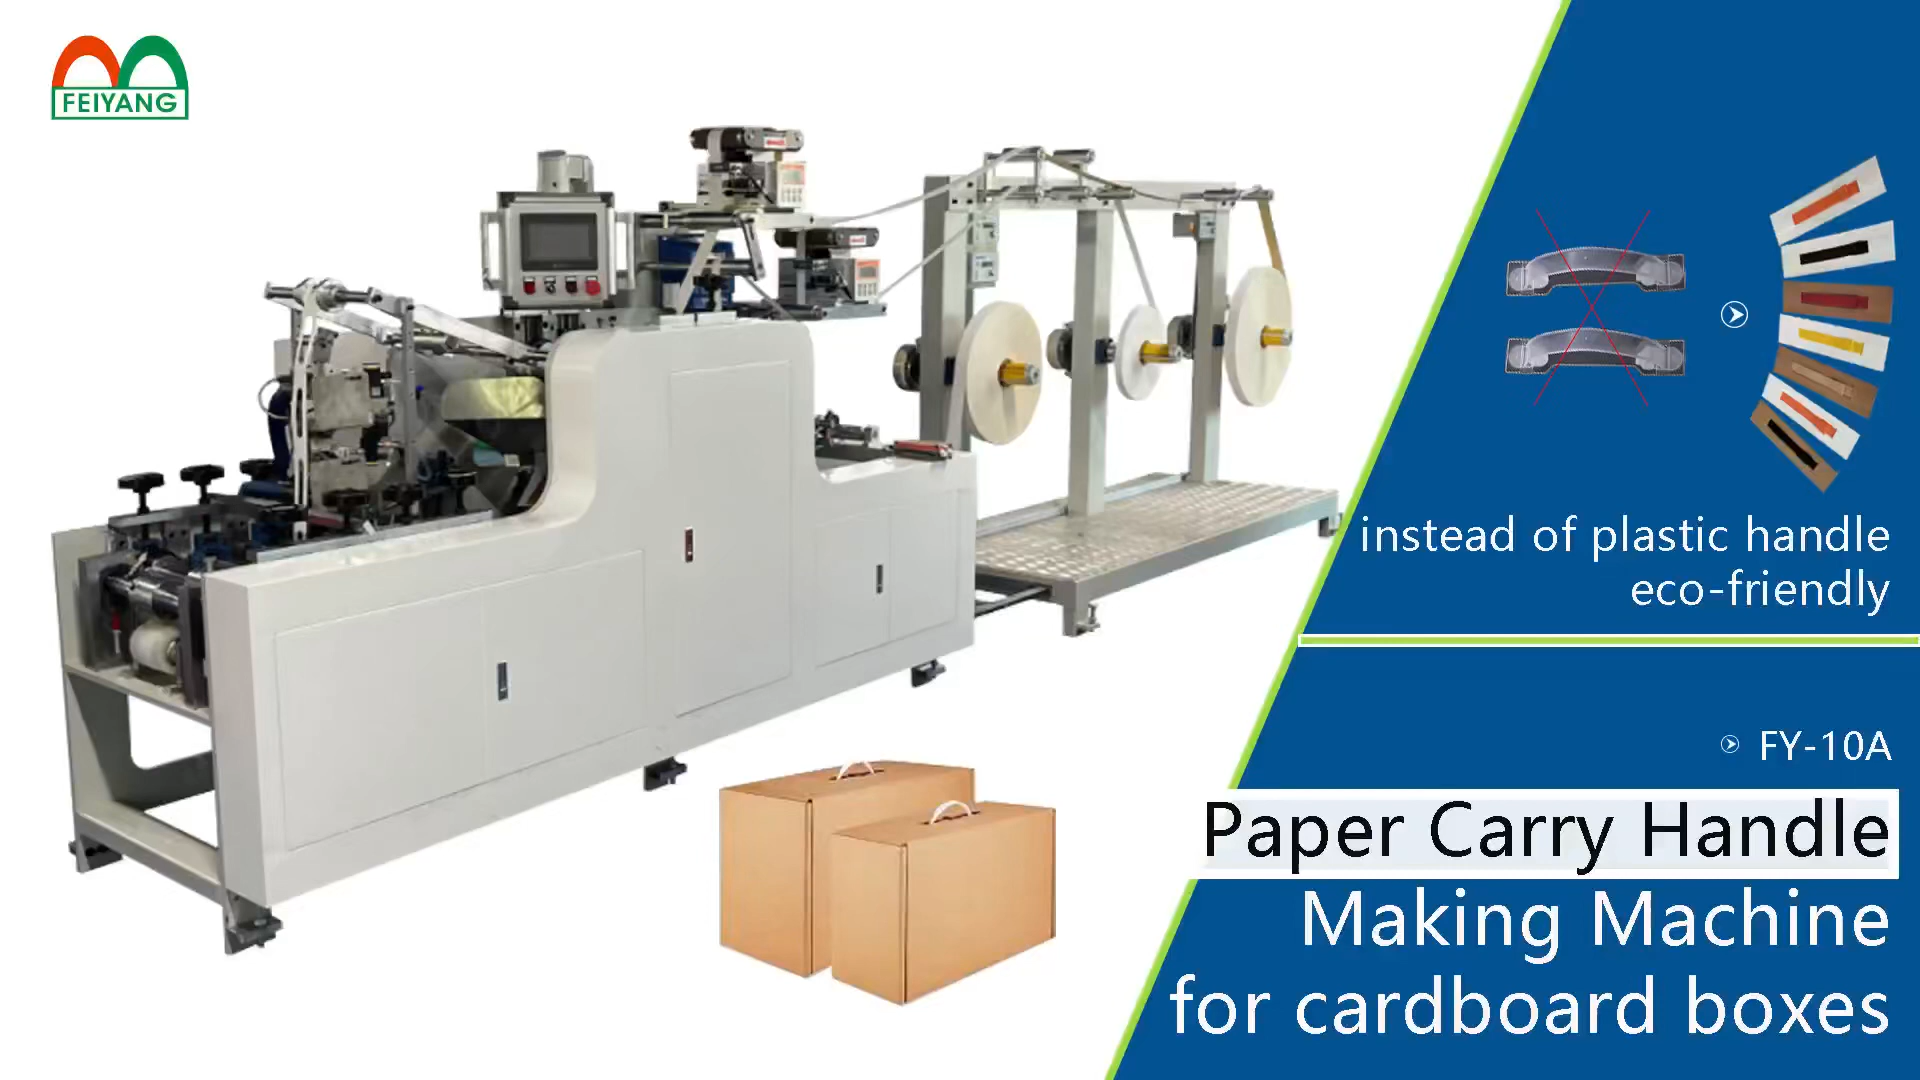 FEIYANG
instead of plastic handle
eco-friendly
FY-10A
Paper Carry Handle
Making Machine
for cardboard boxes